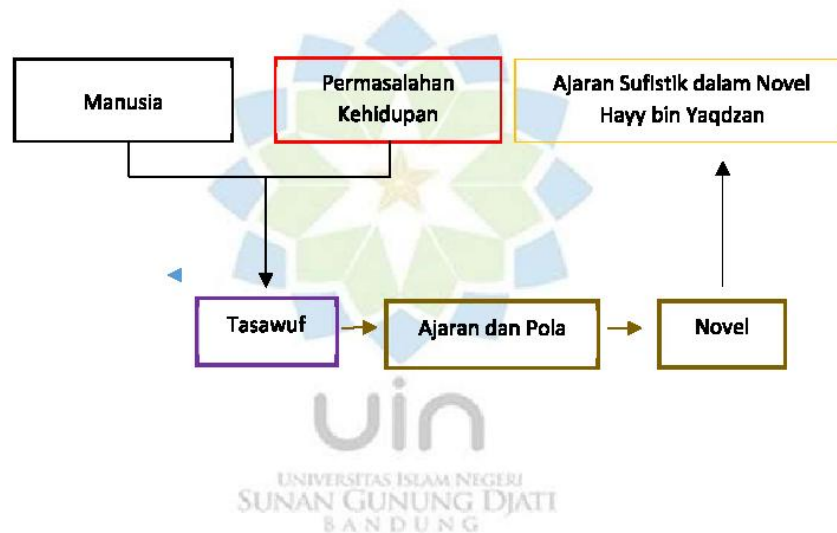 Manusia
Permasalahan
Kehidupan
Ajaran Sufistik dalam Novel
Hayy bin Yaqdzan
Tasawuf
Ajaran dan Pola
Novel
uin
UNIVERSITAS ISLAM NEGERI
SUNAN GUNUNG DJATI
BANDUNG